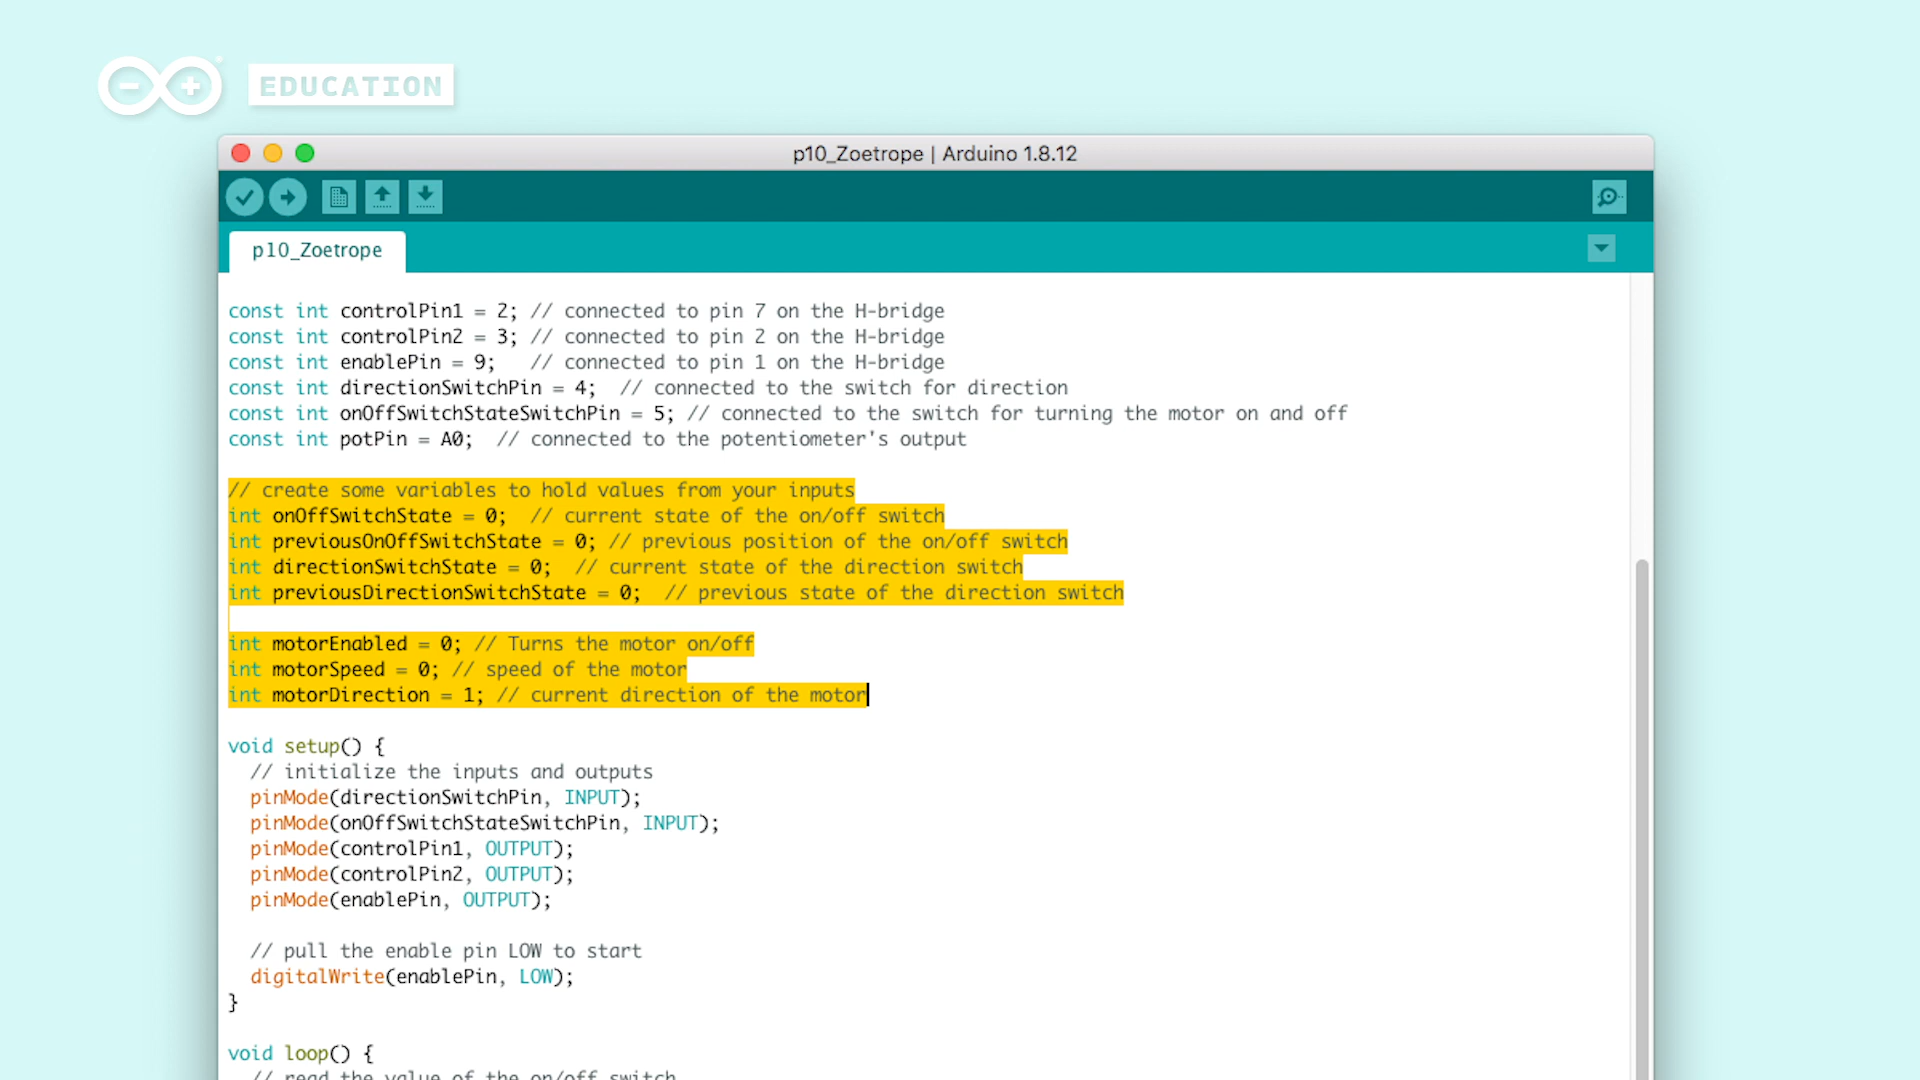 EDUCATION
p10_Zoetrope | Arduino 1.8.12
p10_Zoetrope
const int controlPin1 = 2; // connected to pin 7 on the H-bridge
const int controlPin2 = 3; // connected to pin 2 on the H-bridge
const int enablePin = 9;   // connected to pin 1 on the H-bridge
const int directionSwitchPin = 4;  // connected to the switch for direction
const int onOffSwitchStateSwitchPin = 5; // connected to the switch for turning the motor on and off
const int potPin = A0;  // connected to the potentiometer's output
// create some variables to hold values from your inputs
int onOffSwitchState = 0;  // current state of the on/off switch
int previousOnOffSwitchState = 0; // previous position of the on/off switch
int directionSwitchState = 0;  // current state of the direction switch
int previousDirectionSwitchState = 0;  // previous state of the direction switch
int motorEnabled = 0; // Turns the motor on/off
int motorSpeed = 0; // speed of the motor
int motorDirection = 1; // current direction of the motor
void setup() {
  // initialize the inputs and outputs
  pinMode(directionSwitchPin, INPUT);
  pinMode(onOffSwitchStateSwitchPin, INPUT);
  pinMode(controlPin1, OUTPUT);
  pinMode(controlPin2, OUTPUT);
  pinMode(enablePin, OUTPUT);
  // pull the enable pin LOW to start
  digitalWrite(enablePin, LOW);
}
void loop() {
  // read the value of the on/off switch